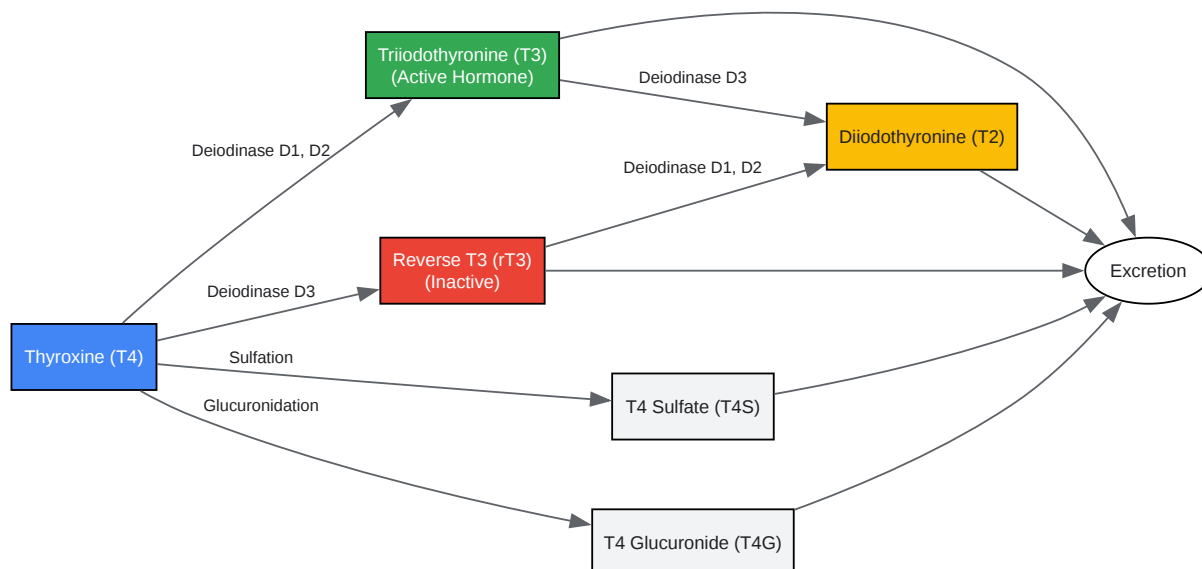 Triiodothyronine (T3)
(Active Hormone)
Deiodinase D3
Diiodothyronine (T2)
Deiodinase D1, D2
Deiodinase D1, D2
Reverse T3 (rT3)
(Inactive)
Excretion
Deiodinase D3
Thyroxine (T4)
Sulfation
T4 Sulfate (T4S)
Glucuronidation
T4 Glucuronide (T4G)